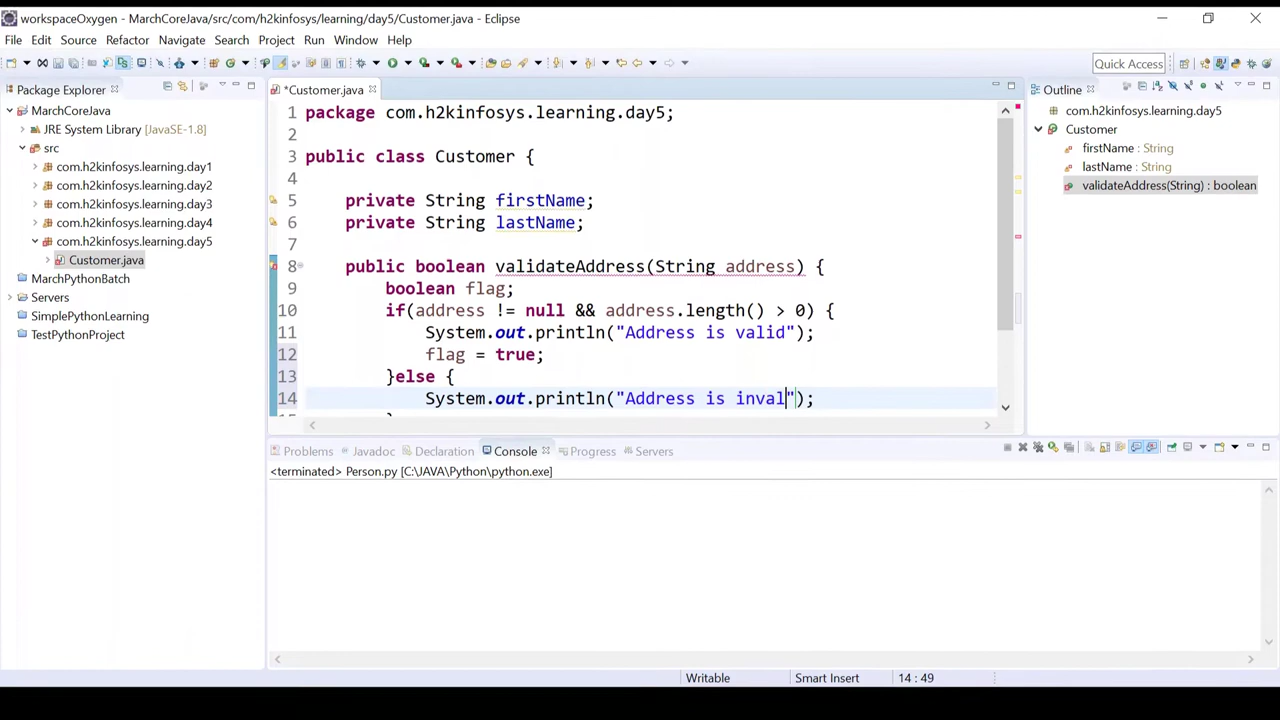 workspaceOxygen - MarchCoreJava/src/com/h2kinfosys/learning/day5/Customer.java - Eclipse
File Edit Source Refactor Navigate Search Project Run Window Help
Quick Access
Package Explorer
MarchCoreJava
JRE System Library [JavaSE-1.8]
src
com.h2kinfosys.learning.day1
com.h2kinfosys.learning.day2
com.h2kinfosys.learning.day3
com.h2kinfosys.learning.day4
com.h2kinfosys.learning.day5
Customer.java
MarchPythonBatch
Servers
SimplePythonLearning
TestPythonProject
*Customer.java
1 package com.h2kinfosys.learning.day5;
2
3 public class Customer {
4
5 private String firstName;
6 private String lastName;
7
8 public boolean validateAddress(String address) {
9 boolean flag;
10 if(address != null && address.length() > 0) {
11 System.out.println("Address is valid");
12 flag = true;
13 }else {
14 System.out.println("Address is inval");
Outline
com.h2kinfosys.learning.day5
Customer
firstName : String
lastName : String
validateAddress(String) : boolean
Problems Javadoc Declaration Console Progress Servers
<terminated> Person.py [C:\JAVA\Python\python.exe]
Writable Smart Insert 14 : 49